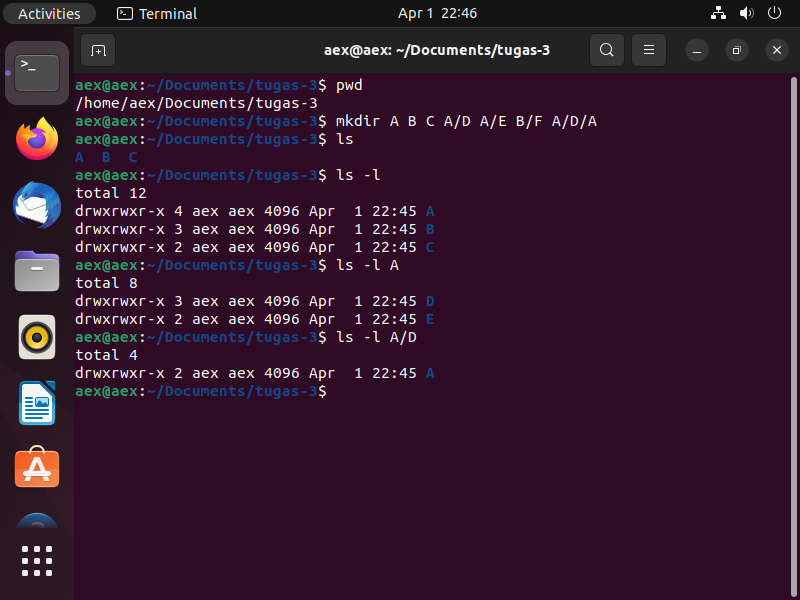 Activities
Terminal
Apr 1 22:46
aex@aex: ~/Documents/tugas-3
aex@aex:~/Documents/tugas-3$ pwd
/home/aex/Documents/tugas-3
aex@aex:~/Documents/tugas-3$ mkdir A B C A/D A/E B/F A/D/A
aex@aex:~/Documents/tugas-3$ ls
A  B  C
aex@aex:~/Documents/tugas-3$ ls -l
total 12
drwxrwxr-x 4 aex aex 4096 Apr  1 22:45 A
drwxrwxr-x 3 aex aex 4096 Apr  1 22:45 B
drwxrwxr-x 2 aex aex 4096 Apr  1 22:45 C
aex@aex:~/Documents/tugas-3$ ls -l A
total 8
drwxrwxr-x 3 aex aex 4096 Apr  1 22:45 D
drwxrwxr-x 2 aex aex 4096 Apr  1 22:45 E
aex@aex:~/Documents/tugas-3$ ls -l A/D
total 4
drwxrwxr-x 2 aex aex 4096 Apr  1 22:45 A
aex@aex:~/Documents/tugas-3$